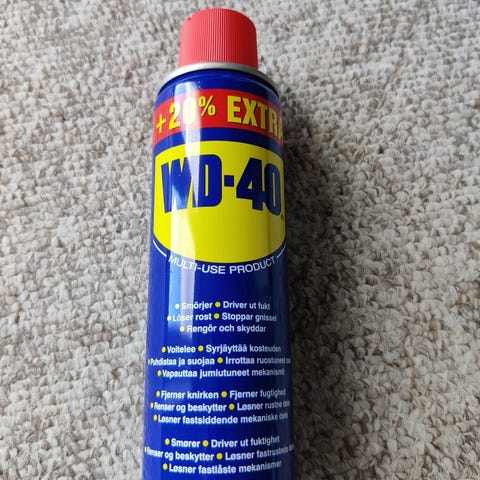 + 20% EXTRA
WD-40
®
MULTI-USE PRODUCT
• Smörjer • Driver ut fukt
• Löser rost • Stoppar gnissel
• Rengör och skyddar
• Voitelee • Syrjäyttää kosteuden
• Puhdistaa ja suojaa • Irrottaa ruostuneet
• Vapauttaa jumiutuneet mekanismit
• Fjerner knirken • Fjerner fugtighed
• Renser og beskytter • Løsner rustne dele
• Løsner fastsiddende mekaniske dele
• Smører • Driver ut fuktighet
• Renser og beskytter • Løsner fastrustede
• Løsner fastlåste mekanismer